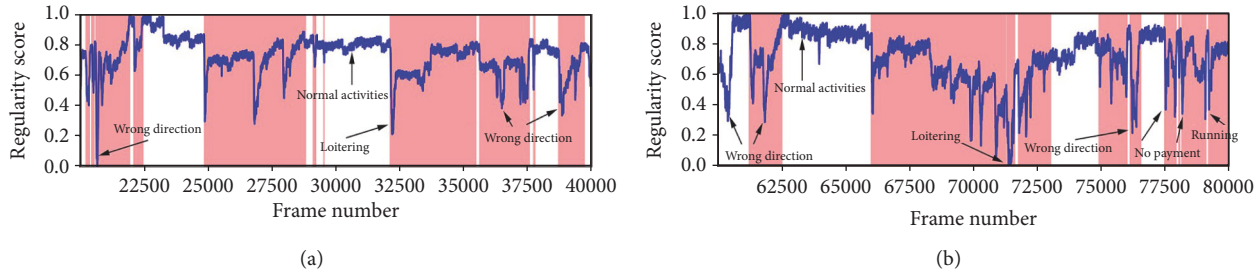 Regularity score
1.0
0.8
0.6
0.4
0.2
0.0
Wrong direction
Normal activities
Loitering
Wrong direction
22500 25000 27500 30000 32500 35000 37500 40000
Frame number
(a)
Regularity score
1.0
0.8
0.6
0.4
0.2
0.0
Normal activities
Wrong direction
Loitering
Wrong direction
No payment
Running
62500 65000 67500 70000 72500 75000 77500 80000
Frame number
(b)